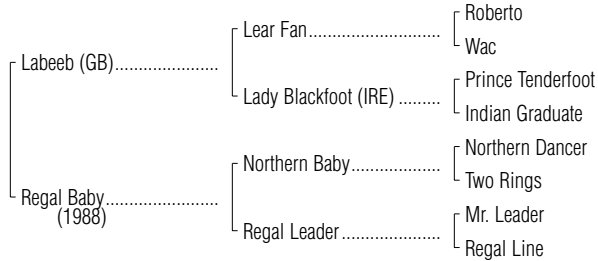 Roberto
Lear Fan
Wac
Labeeb (GB)
Prince Tenderfoot
Lady Blackfoot (IRE)
Indian Graduate
Northern Dancer
Northern Baby
Two Rings
Regal Baby
(1988)
Mr. Leader
Regal Leader
Regal Line